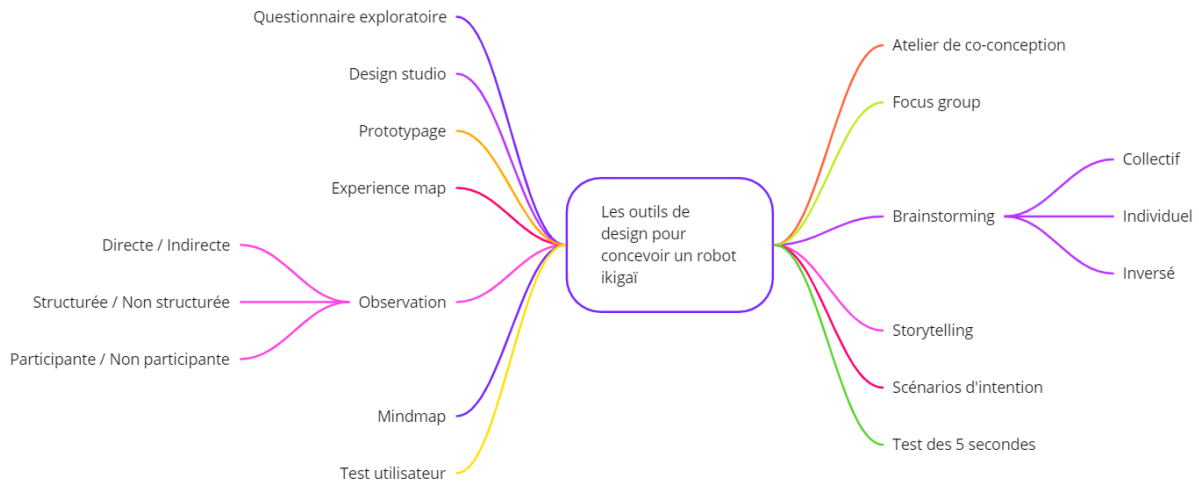 Questionnaire exploratoire
Design studio
Prototypage
Experience map
Observation
Directe / Indirecte
Structurée / Non structurée
Participante / Non participante
Mindmap
Test utilisateur
Les outils de
design pour
concevoir un robot
ikigaï
Atelier de co-conception
Focus group
Brainstorming
Collectif
Individuel
Inversé
Storytelling
Scénarios d'intention
Test des 5 secondes